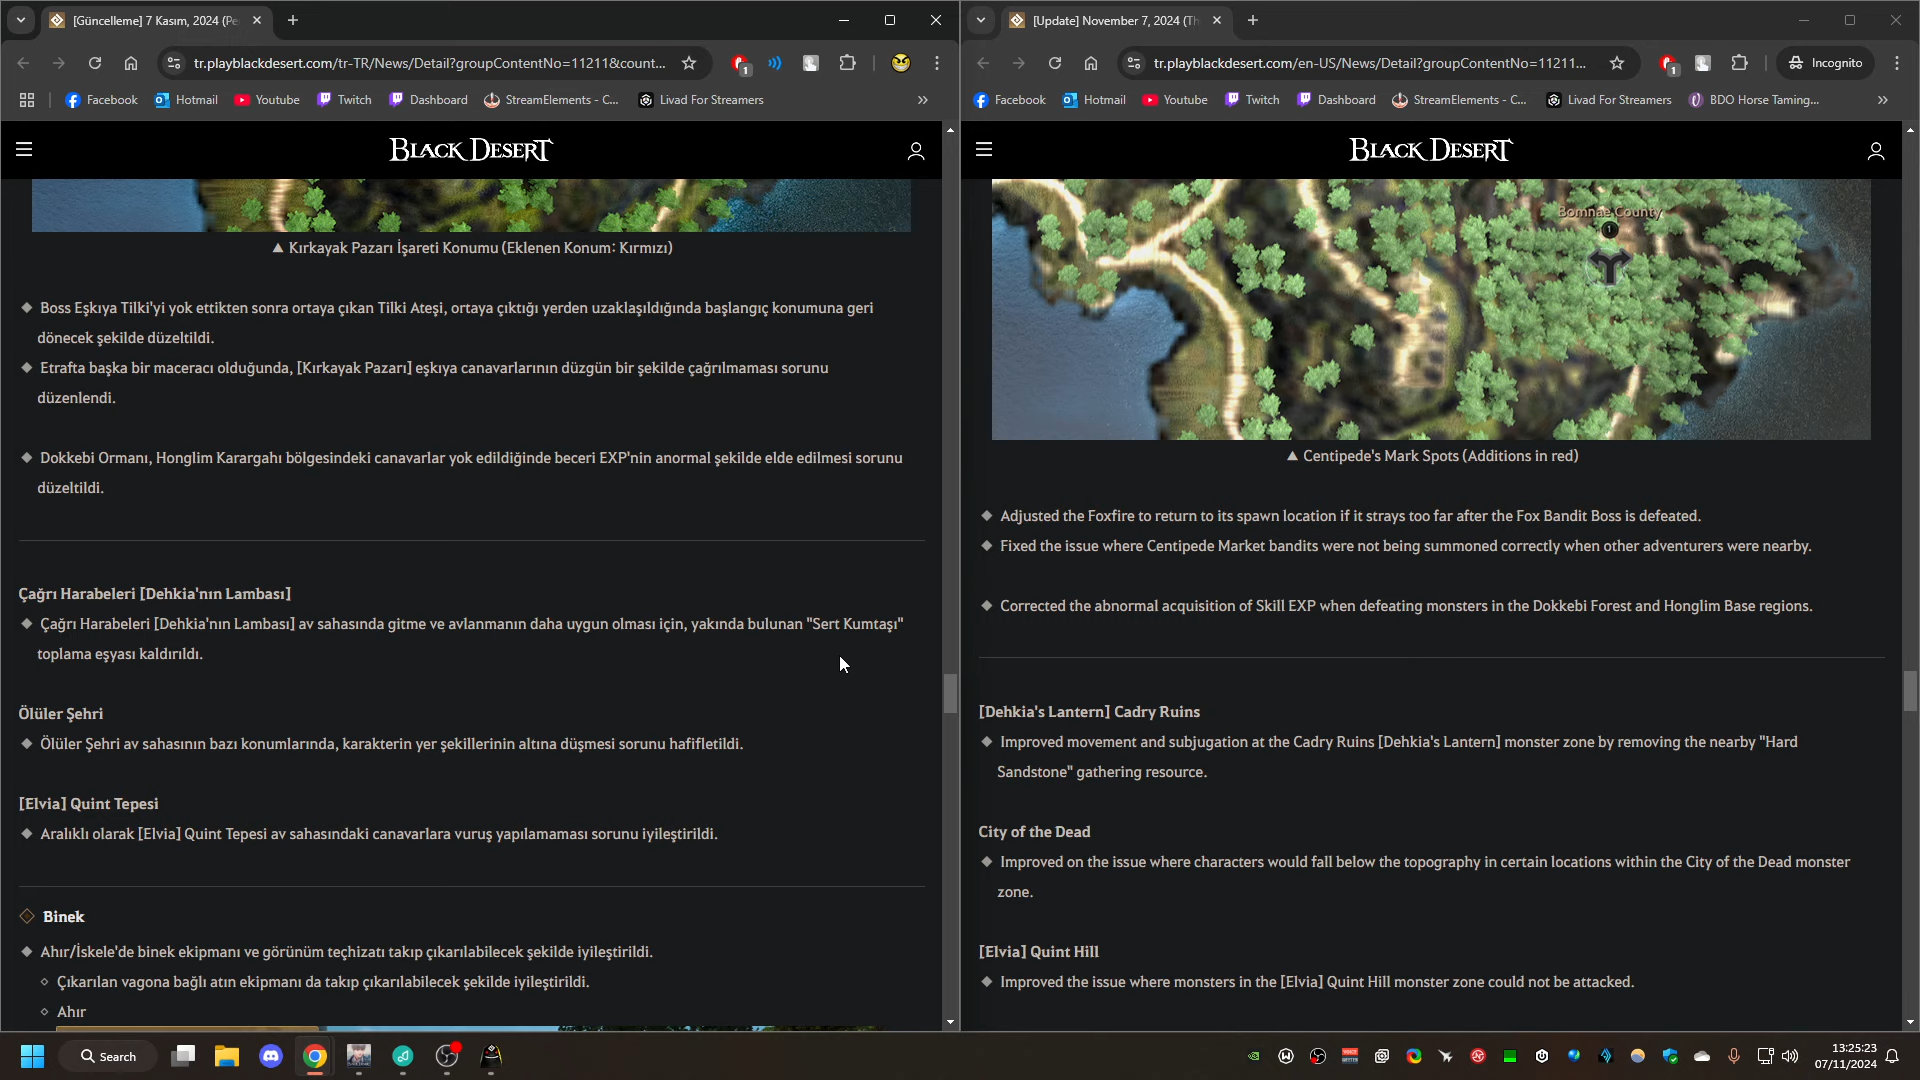 [Güncelleme] 7 Kasım, 2024 (Pe
tr.playblackdesert.com/tr-TR/News/Detail?groupContentNo=11211&count...
1
Facebook
Hotmail
Youtube
Twitch
Dashboard
StreamElements - C...
Livad For Streamers
BLACK DESERT
▲ Kırkayak Pazarı İşareti Konumu (Eklenen Konum: Kırmızı)
Boss Eşkıya Tilki'yi yok ettikten sonra ortaya çıkan Tilki Ateşi, ortaya çıktığı yerden uzaklaşıldığında başlangıç konumuna geri
dönecek şekilde düzeltildi.
Etrafta başka bir maceracı olduğunda, [Kırkayak Pazarı] eşkıya canavarlarının düzgün bir şekilde çağrılmaması sorunu
düzenlendi.
Dokkebi Ormanı, Honglim Karargahı bölgesindeki canavarlar yok edildiğinde beceri EXP'nin anormal şekilde elde edilmesi sorunu
düzeltildi.
Çağrı Harabeleri [Dehkia'nın Lambası]
Çağrı Harabeleri [Dehkia'nın Lambası] av sahasında gitme ve avlanmanın daha uygun olması için, yakında bulunan "Sert Kumtaşı"
toplama eşyası kaldırıldı.
Ölüler Şehri
Ölüler Şehri av sahasının bazı konumlarında, karakterin yer şekillerinin altına düşmesi sorunu hafifletildi.
[Elvia] Quint Tepesi
Aralıklı olarak [Elvia] Quint Tepesi av sahasındaki canavarlara vuruş yapılamaması sorunu iyileştirildi.
Binek
Ahır/İskele'de binek ekipmanı ve görünüm teçhizatı takıp çıkarılabilecek şekilde iyileştirildi.
Çıkarılan vagona bağlı atın ekipmanı da takıp çıkarılabilecek şekilde iyileştirildi.
Ahır
[Update] November 7, 2024 (Th
tr.playblackdesert.com/en-US/News/Detail?groupContentNo=11211...
1
Incognito
Facebook
Hotmail
Youtube
Twitch
Dashboard
StreamElements - C...
Livad For Streamers
BDO Horse Taming...
BLACK DESERT
Bomnae County
1
▲ Centipede's Mark Spots (Additions in red)
Adjusted the Foxfire to return to its spawn location if it strays too far after the Fox Bandit Boss is defeated.
Fixed the issue where Centipede Market bandits were not being summoned correctly when other adventurers were nearby.
Corrected the abnormal acquisition of Skill EXP when defeating monsters in the Dokkebi Forest and Honglim Base regions.
[Dehkia's Lantern] Cadry Ruins
Improved movement and subjugation at the Cadry Ruins [Dehkia's Lantern] monster zone by removing the nearby "Hard
Sandstone" gathering resource.
City of the Dead
Improved on the issue where characters would fall below the topography in certain locations within the City of the Dead monster
zone.
[Elvia] Quint Hill
Improved the issue where monsters in the [Elvia] Quint Hill monster zone could not be attacked.
Search
13:25:23
07/11/2024